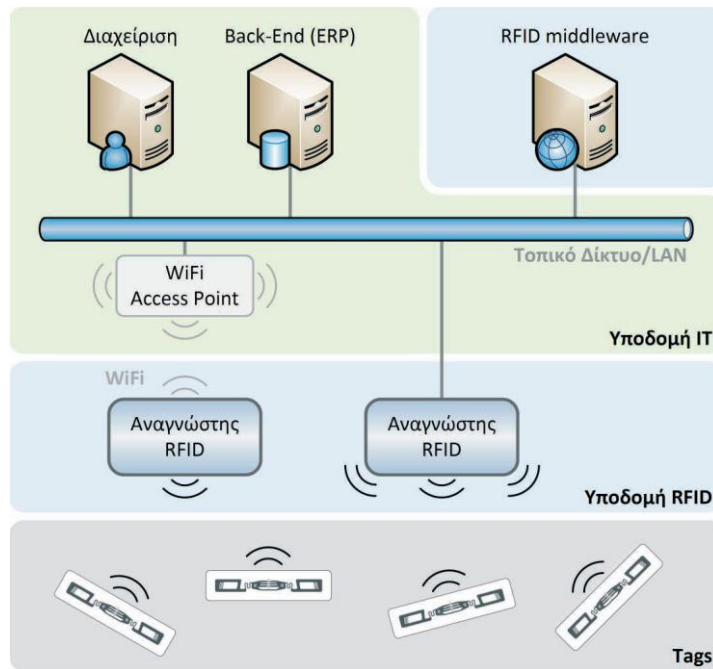 Διαχείριση
Back-End (ERP)
RFID middleware
Τοπικό Δίκτυο/LAN
WiFi
Access Point
Υποδομή IT
WiFi
Αναγνώστης
RFID
Αναγνώστης
RFID
Υποδομή RFID
Tags